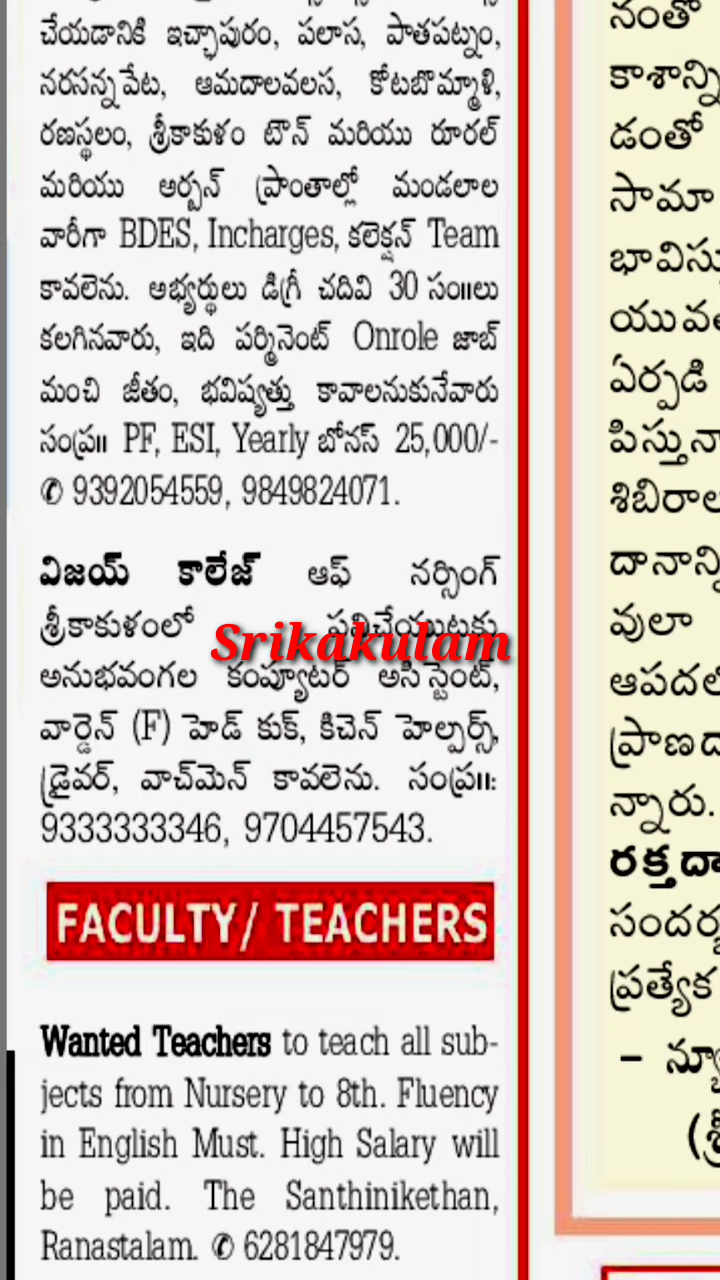 చేయడానికి ఇచ్ఛాపురం, పలాస, పాతపట్నం,
నరసన్నపేట, ఆమదాలవలస, కోటబొమ్మాళి,
రణస్థలం, శ్రీకాకుళం టౌన్ మరియు రూరల్
మరియు అర్బన్ ప్రాంతాల్లో మండలాల
వారీగా BDES, Incharges, కలెక్షన్ Team
కావలెను. అభ్యర్థులు డిగ్రీ చదివి 30 సం॥లు
కలగినవారు, ఇది పర్మినెంట్ Onrole జాబ్
మంచి జీతం, భవిష్యత్తు కావాలనుకునేవారు
సంప్ర॥ PF, ESI, Yearly బోనస్ 25,000/-
✆ 9392054559, 9849824071.
విజయ్ కాలేజ్ ఆఫ్ నర్సింగ్
శ్రీకాకుళంలో పనిచేయుటకు
Srikakulam
అనుభవంగల కంప్యూటర్ అసిస్టెంట్,
వార్డెన్ (F) హెడ్ కుక్, కిచెన్ హెల్పర్స్,
డ్రైవర్, వాచ్‌మెన్ కావలెను. సంప్ర॥:
9333333346, 9704457543.
FACULTY/ TEACHERS
Wanted Teachers to teach all sub-
jects from Nursery to 8th. Fluency
in English Must. High Salary will
be paid. The Santhinikethan,
Ranastalam. ✆ 6281847979.
నంతో
కాశాన్ని
డంతో
సామా
భావిస్తు
యువత
ఏర్పడి
పిస్తునా
శిబిరాల
దానాన్ని
వులా
ఆపదల
ప్రాణదా
న్నారు.
రక్తదా
సందర్భ
ప్రత్యేక
– న్యూ
(శ్రీ